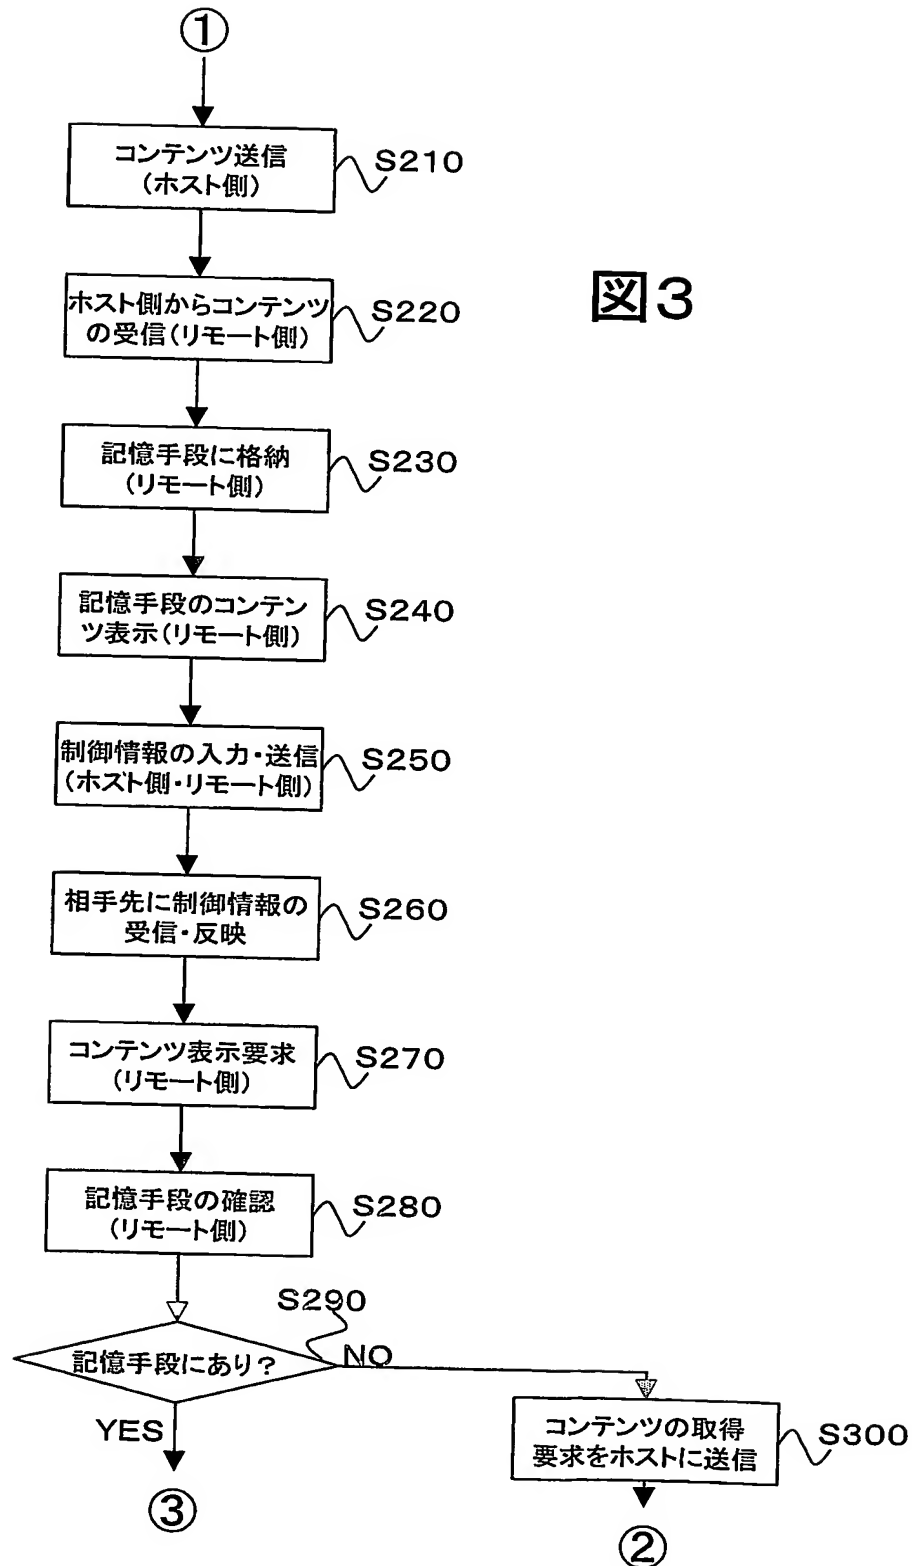 ①
コンテンツ送信
(ホスト側)
S210
図3
ホスト側からコンテンツ
の受信(リモート側)
S220
記憶手段に格納
(リモート側)
S230
記憶手段のコンテン
ツ表示(リモート側)
S240
制御情報の入力・送信
(ホスト側・リモート側)
S250
相手先に制御情報の
受信・反映
S260
コンテンツ表示要求
(リモート側)
S270
記憶手段の確認
(リモート側)
S280
S290
記憶手段にあり?
NO
YES
コンテンツの取得
要求をホストに送信
S300
③
②